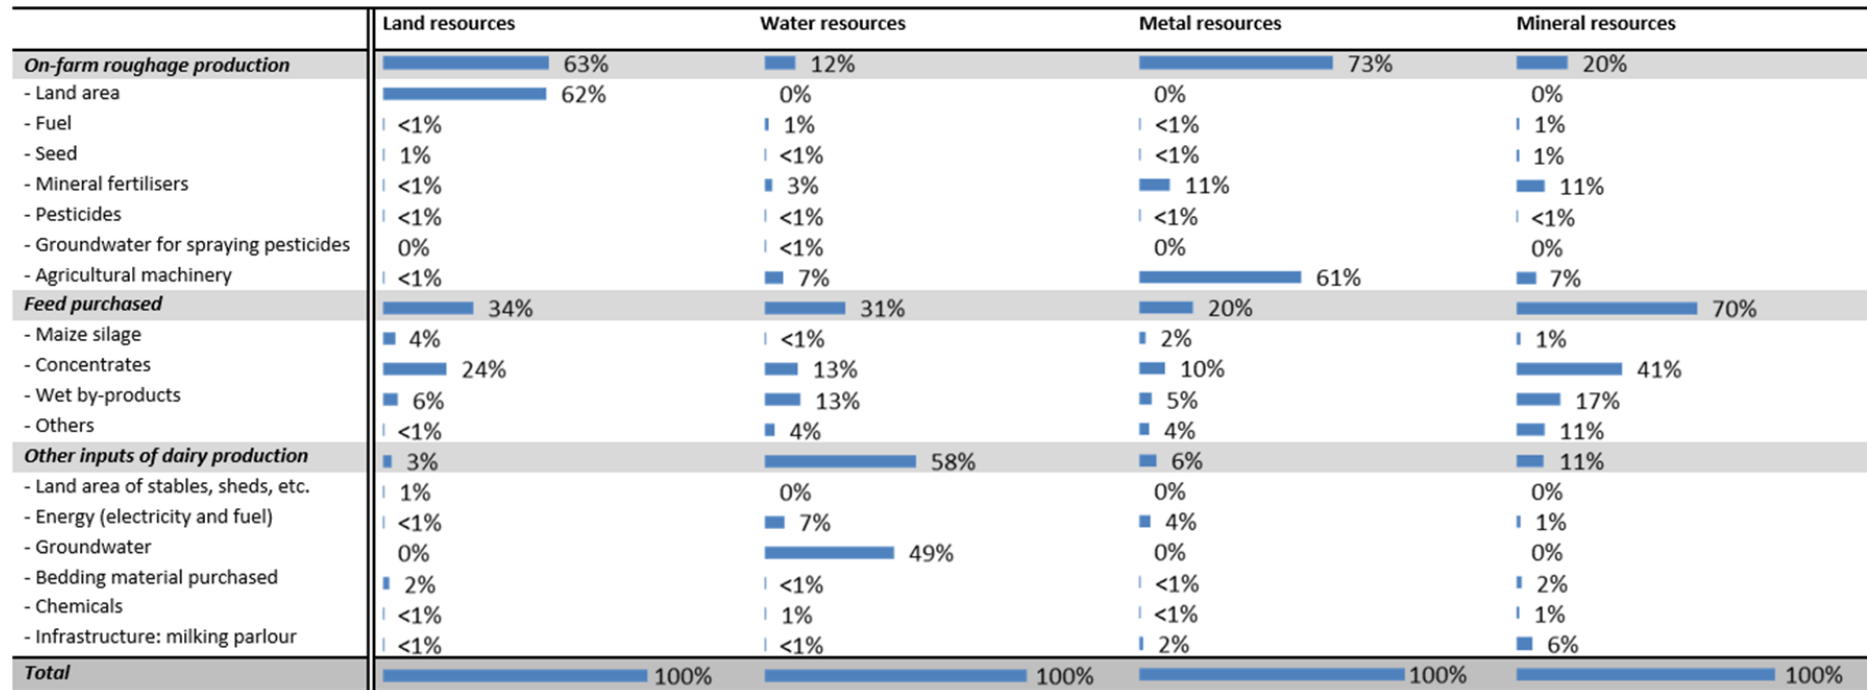 Land resources Water resources Metal resources Mineral resources
On-farm roughage production 63% 12% 73% 20%
- Land area 62% 0% 0% 0%
- Fuel <1% 1% <1% 1%
- Seed 1% <1% <1% 1%
- Mineral fertilisers <1% 3% 11% 11%
- Pesticides <1% <1% <1% <1%
- Groundwater for spraying pesticides 0% <1% 0% 0%
- Agricultural machinery <1% 7% 61% 7%
Feed purchased 34% 31% 20% 70%
- Maize silage 4% <1% 2% 1%
- Concentrates 24% 13% 10% 41%
- Wet by-products 6% 13% 5% 17%
- Others <1% 4% 4% 11%
Other inputs of dairy production 3% 58% 6% 11%
- Land area of stables, sheds, etc. 1% 0% 0% 0%
- Energy (electricity and fuel) <1% 7% 4% 1%
- Groundwater 0% 49% 0% 0%
- Bedding material purchased 2% <1% <1% 2%
- Chemicals <1% 1% <1% 1%
- Infrastructure: milking parlour <1% <1% 2% 6%
Total 100% 100% 100% 100%